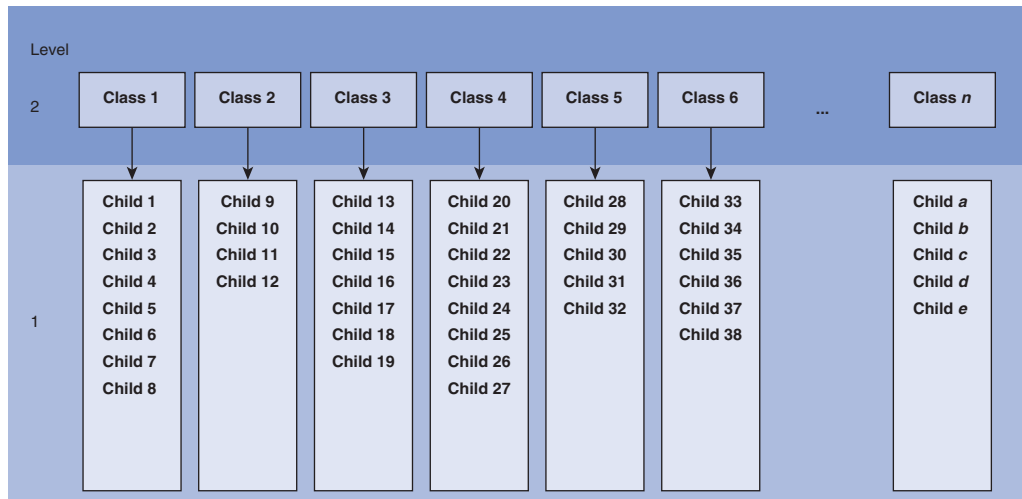 Level
2
Class 1
Class 2
Class 3
Class 4
Class 5
Class 6
...
Class n
1
Child 1
Child 2
Child 3
Child 4
Child 5
Child 6
Child 7
Child 8
Child 9
Child 10
Child 11
Child 12
Child 13
Child 14
Child 15
Child 16
Child 17
Child 18
Child 19
Child 20
Child 21
Child 22
Child 23
Child 24
Child 25
Child 26
Child 27
Child 28
Child 29
Child 30
Child 31
Child 32
Child 33
Child 34
Child 35
Child 36
Child 37
Child 38
Child a
Child b
Child c
Child d
Child e